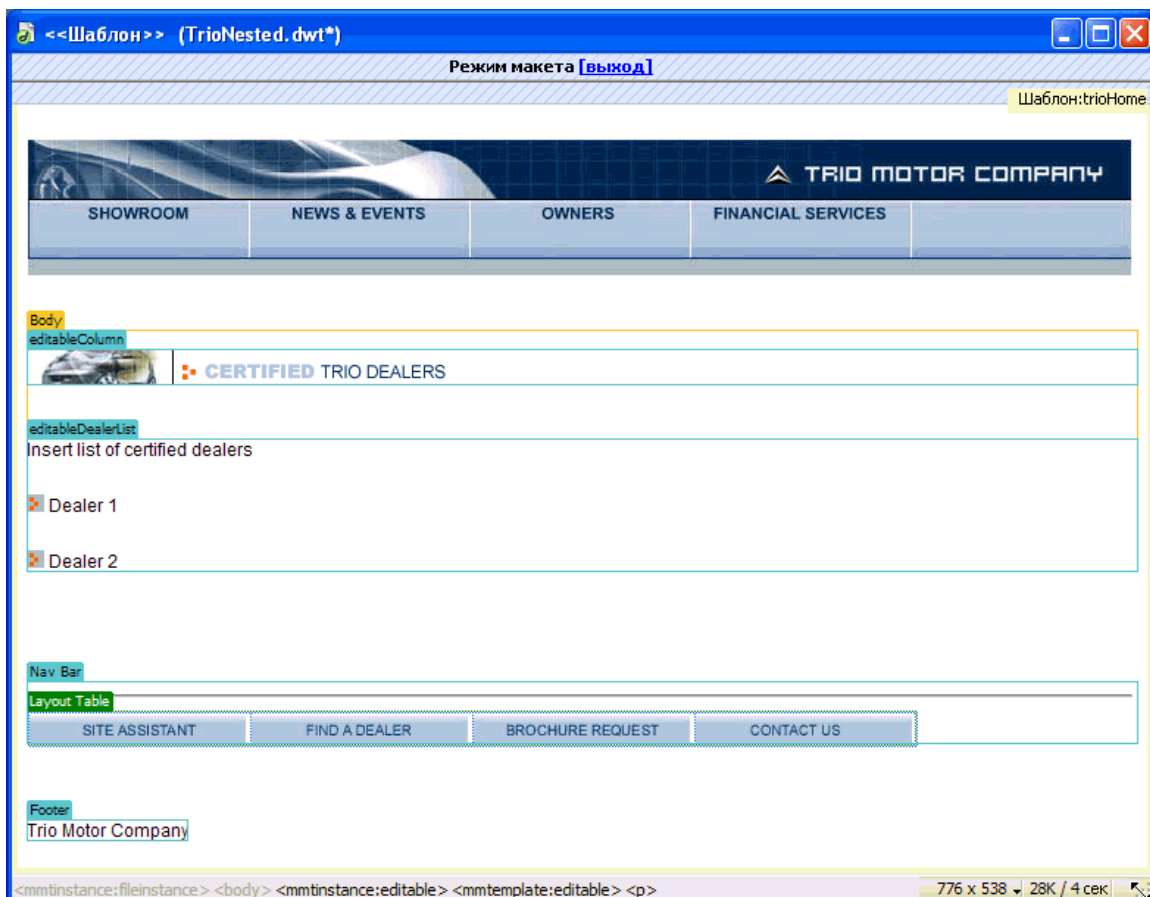 <<Шаблон>> (TrioNested.dwt*)
Режим макета [выход]
Шаблон:trioHome
TRIO MOTOR COMPANY
SHOWROOM NEWS & EVENTS OWNERS FINANCIAL SERVICES
Body
editableColumn
CERTIFIED TRIO DEALERS
editableDealerList
Insert list of certified dealers
Dealer 1
Dealer 2
Nav Bar
Layout Table
SITE ASSISTANT FIND A DEALER BROCHURE REQUEST CONTACT US
Footer
Trio Motor Company
<mmtinstance:fileinstance> <body> <mmtinstance:editable> <mmtemplate:editable> <p> 776 x 538 28K / 4 сек